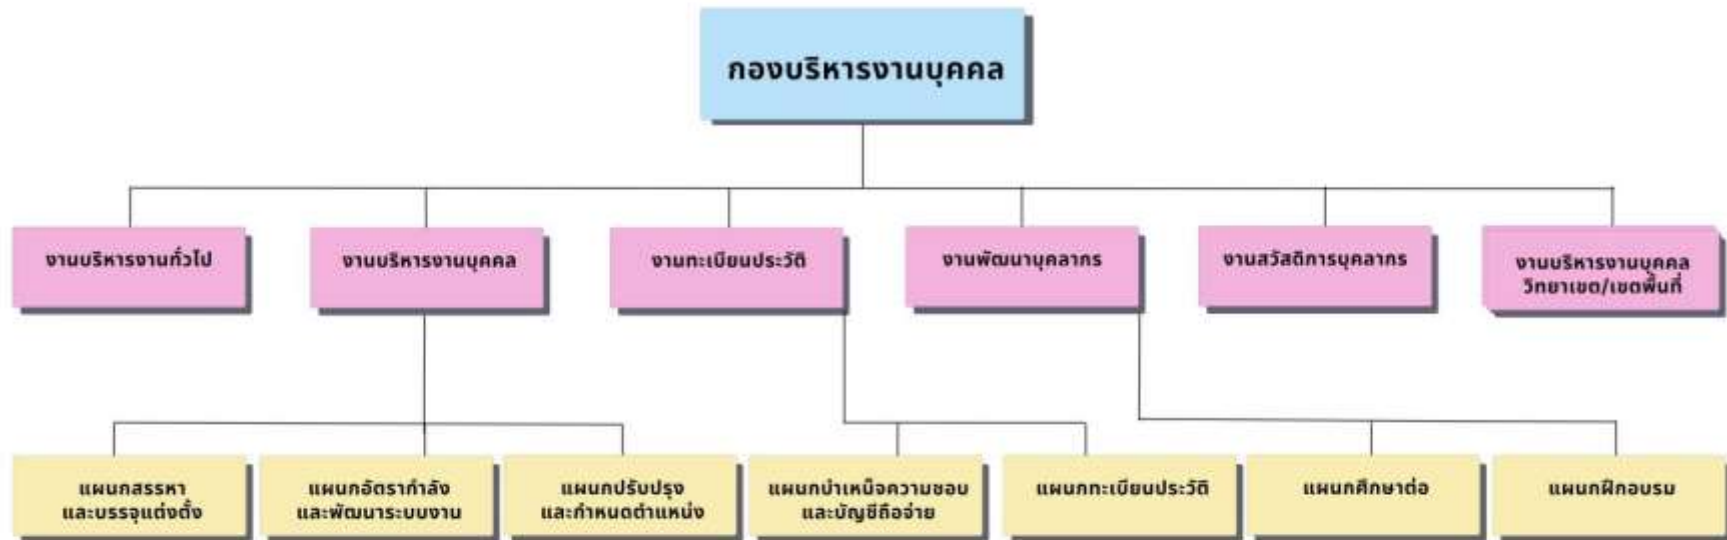 กองบริหารงานบุคคล
งานบริหารงานทั่วไป
งานบริหารงานบุคคล
งานทะเบียนประวัติ
งานพัฒนาบุคลากร
งานสวัสดิการบุคลากร
งานบริหารงานบุคคล
วิทยาเขต/เขตพื้นที่
แผนกสรรหา
และบรรจุแต่งตั้ง
แผนกอัตรากำลัง
และพัฒนาระบบงาน
แผนกปรับปรุง
และกำหนดตำแหน่ง
แผนกบำเหน็จความชอบ
และบัญชีถือจ่าย
แผนกทะเบียนประวัติ
แผนกศึกษาต่อ
แผนกฝึกอบรม